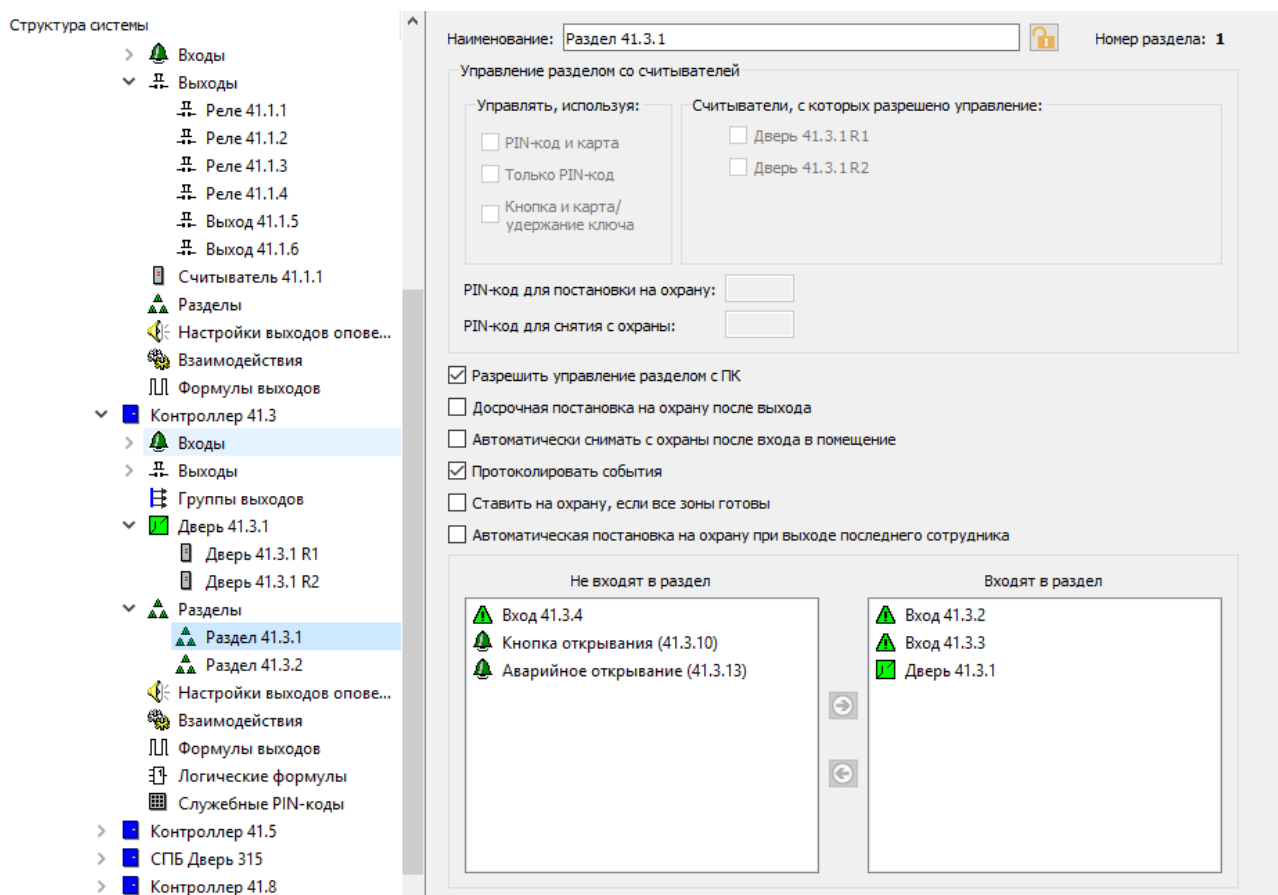 Структура системы
Входы
Выходы
Реле 41.1.1
Реле 41.1.2
Реле 41.1.3
Реле 41.1.4
Выход 41.1.5
Выход 41.1.6
Считыватель 41.1.1
Разделы
Настройки выходов опове...
Взаимодействия
Формулы выходов
Контроллер 41.3
Входы
Выходы
Группы выходов
Дверь 41.3.1
Дверь 41.3.1 R1
Дверь 41.3.1 R2
Разделы
Раздел 41.3.1
Раздел 41.3.2
Настройки выходов опове...
Взаимодействия
Формулы выходов
Логические формулы
Служебные PIN-коды
Контроллер 41.5
СПБ Дверь 315
Контроллер 41.8
Наименование: Раздел 41.3.1 Номер раздела: 1
Управление разделом со считывателей
Управлять, используя:
PIN-код и карта
Только PIN-код
Кнопка и карта/
удержание ключа
Считыватели, с которых разрешено управление:
Дверь 41.3.1 R1
Дверь 41.3.1 R2
PIN-код для постановки на охрану:
PIN-код для снятия с охраны:
Разрешить управление разделом с ПК
Досрочная постановка на охрану после выхода
Автоматически снимать с охраны после входа в помещение
Протоколировать события
Ставить на охрану, если все зоны готовы
Автоматическая постановка на охрану при выходе последнего сотрудника
Не входят в раздел
Вход 41.3.4
Кнопка открывания (41.3.10)
Аварийное открывание (41.3.13)
Входят в раздел
Вход 41.3.2
Вход 41.3.3
Дверь 41.3.1